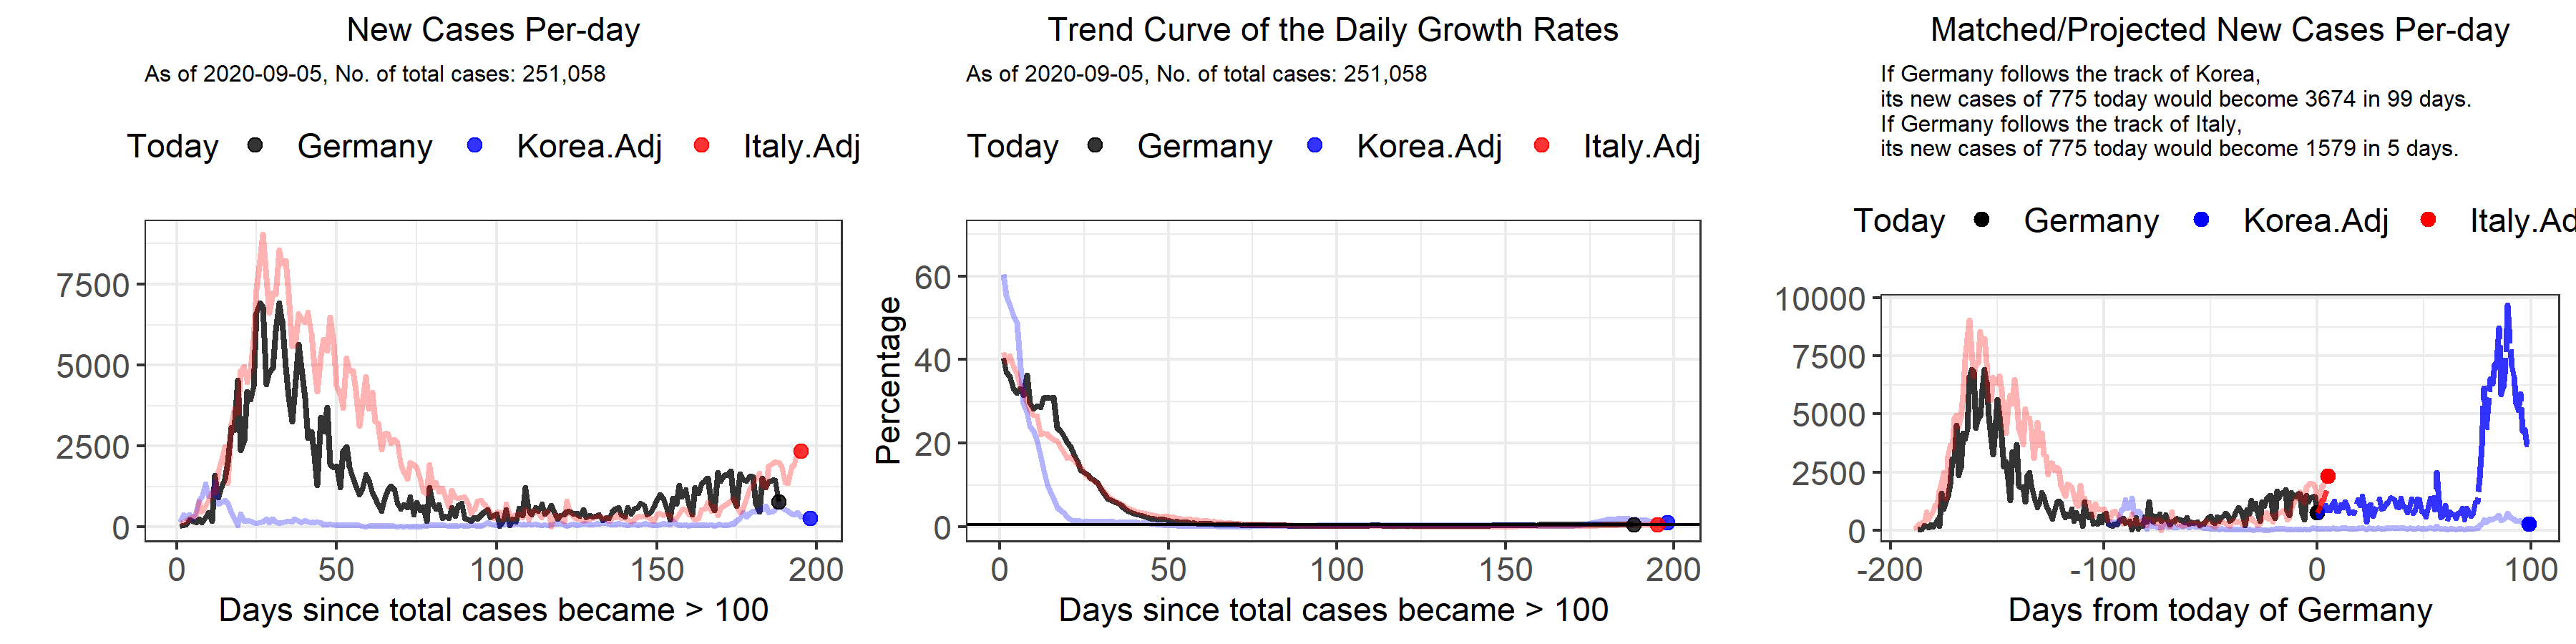 New Cases Per-day
As of 2020-09-05, No. of total cases: 251,058
Today Germany Korea.Adj Italy.Adj
7500
5000
2500
0
0 50 100 150 200
Days since total cases became > 100
Trend Curve of the Daily Growth Rates
As of 2020-09-05, No. of total cases: 251,058
Today Germany Korea.Adj Italy.Adj
Percentage
60
40
20
0
0 50 100 150 200
Days since total cases became > 100
Matched/Projected New Cases Per-day
If Germany follows the track of Korea,
its new cases of 775 today would become 3674 in 99 days.
If Germany follows the track of Italy,
its new cases of 775 today would become 1579 in 5 days.
Today Germany Korea.Adj Italy.Ad
10000
7500
5000
2500
0
-200 -100 0 100
Days from today of Germany